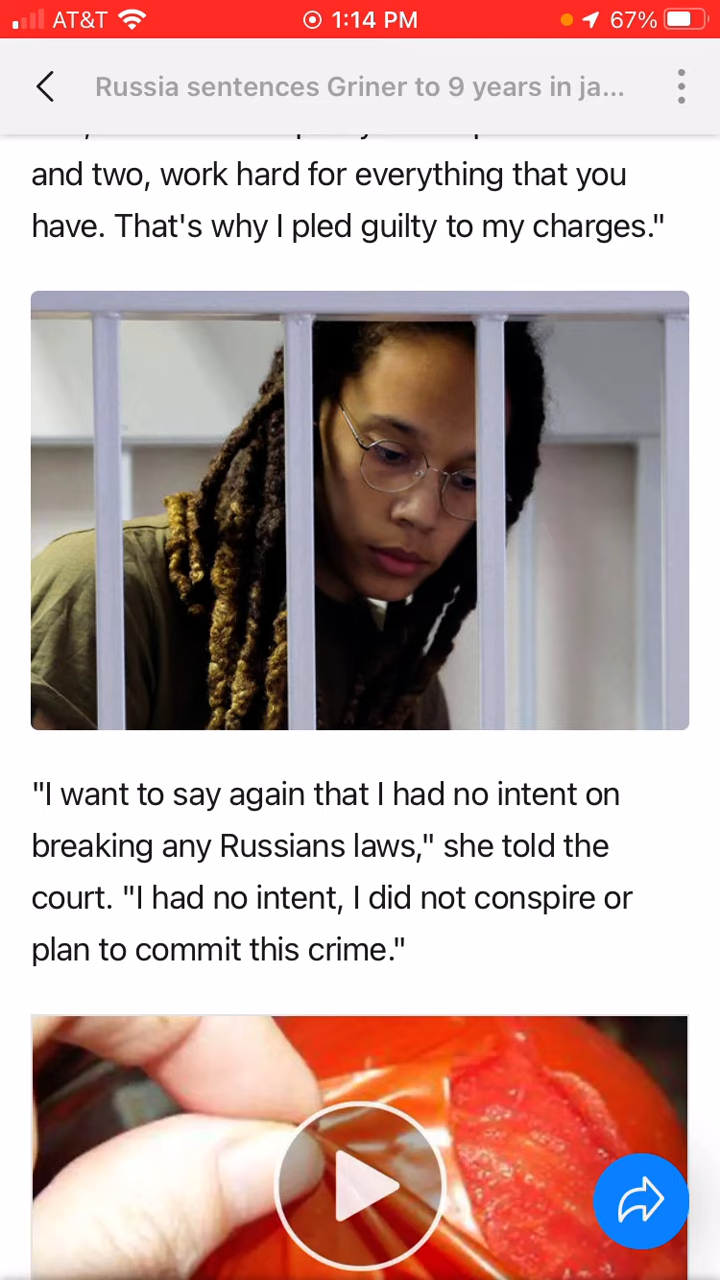 AT&T 1:14 PM 67%
Russia sentences Griner to 9 years in ja...
and two, work hard for everything that you
have. That's why I pled guilty to my charges."
"I want to say again that I had no intent on
breaking any Russians laws," she told the
court. "I had no intent, I did not conspire or
plan to commit this crime."